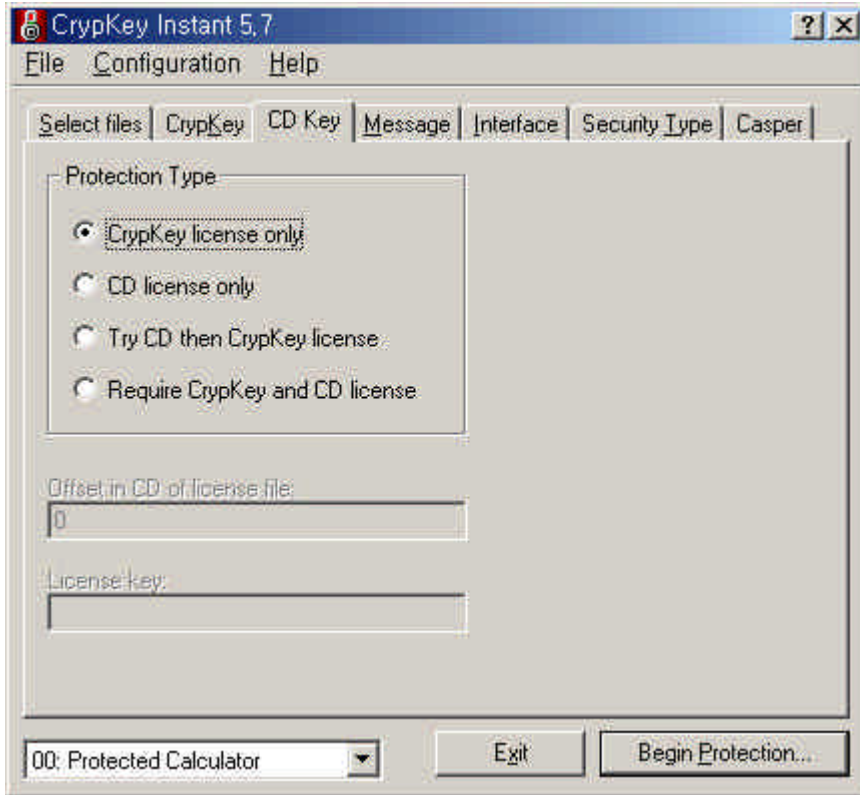 CrypKey Instant 5,7
File Configuration Help
Select files CrypKey CD Key Message Interface Security Type Casper
Protection Type
CrypKey license only
CD license only
Try CD then CrypKey license
Require CrypKey and CD license
Offset in CD of license file:
0
License key:
00: Protected Calculator Exit Begin Protection...